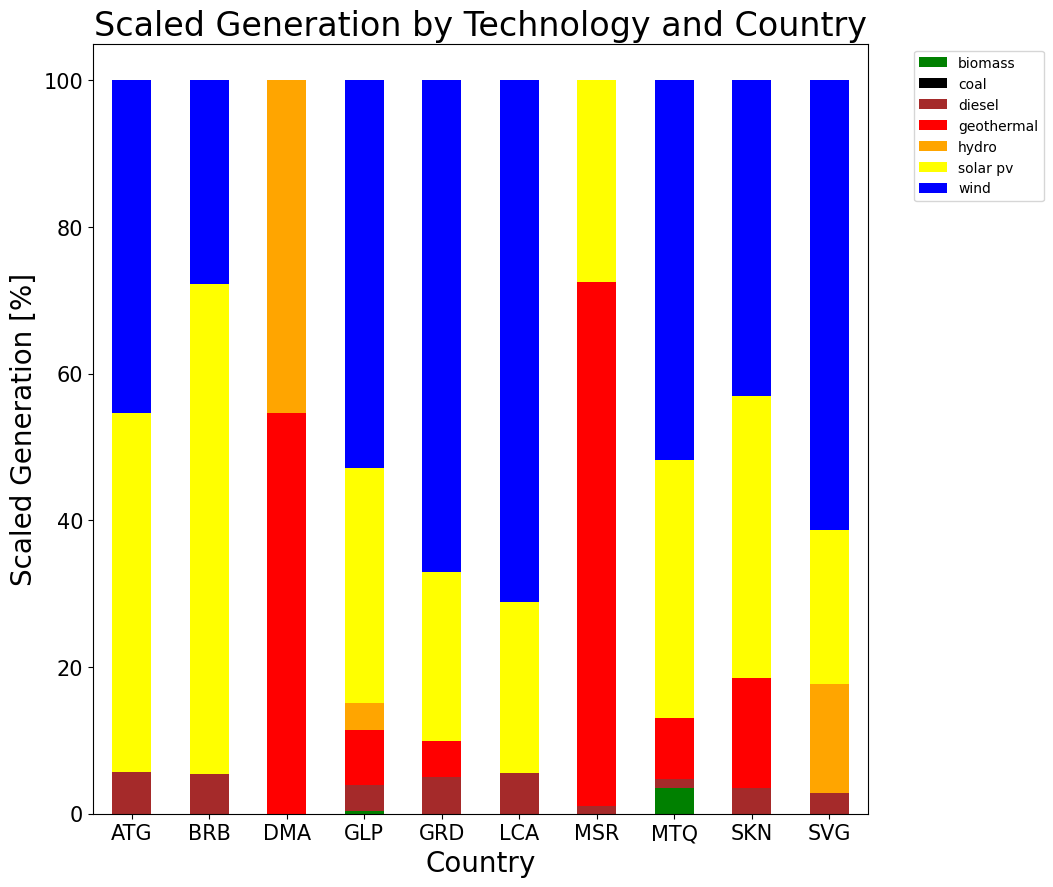 Scaled Generation by Technology and Country
Scaled Generation [%]
100
80
60
40
20
0
ATG BRB DMA GLP GRD LCA MSR MTQ SKN SVG
Country
biomass
coal
diesel
geothermal
hydro
solar pv
wind